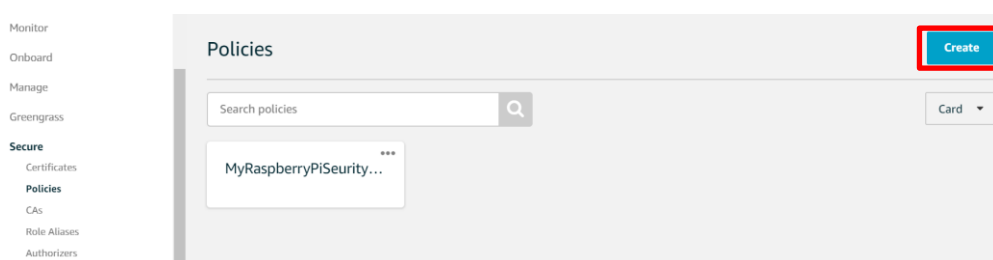 Monitor
Onboard
Manage
Greengrass
Secure
Certificates
Policies
CAs
Role Aliases
Authorizers
Policies
Create
Search policies
Card
MyRaspberryPiSeurity...